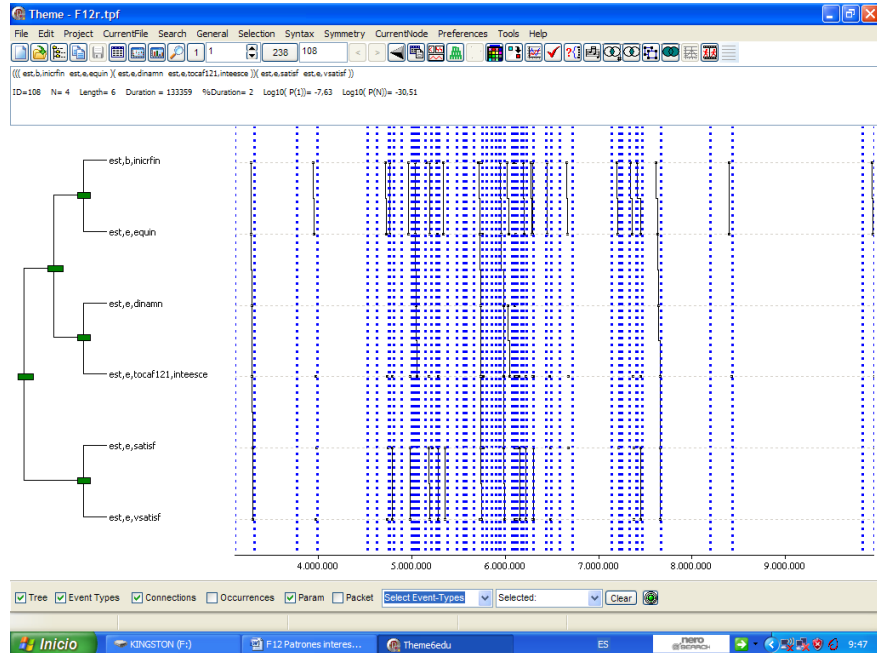 Theme - F12r.tpf
File Edit Project CurrentFile Search General Selection Syntax Symmetry CurrentNode Preferences Tools Help
1 1 238 108
((( est,b,inicrfin est,e,equin )( est,e,dinamn est,e,tocaf121,inteesce ))( est,e,satisf est,e,vsatisf ))
ID=108 N= 4 Length= 6 Duration = 133359 %Duration= 2 Log10( P(1))= -7,63 Log10( P(N))= -30,51
est,b,inicrfin
est,e,equin
est,e,dinamn
est,e,tocaf121,inteesce
est,e,satisf
est,e,vsatisf
4.000.000 5.000.000 6.000.000 7.000.000 8.000.000 9.000.000
Tree Event Types Connections Occurrences Param Packet Select Event-Types Selected: Clear
Inicio KINGSTON (F:) F12 Patrones interes... Theme6edu ES nero SEARCH 9:47